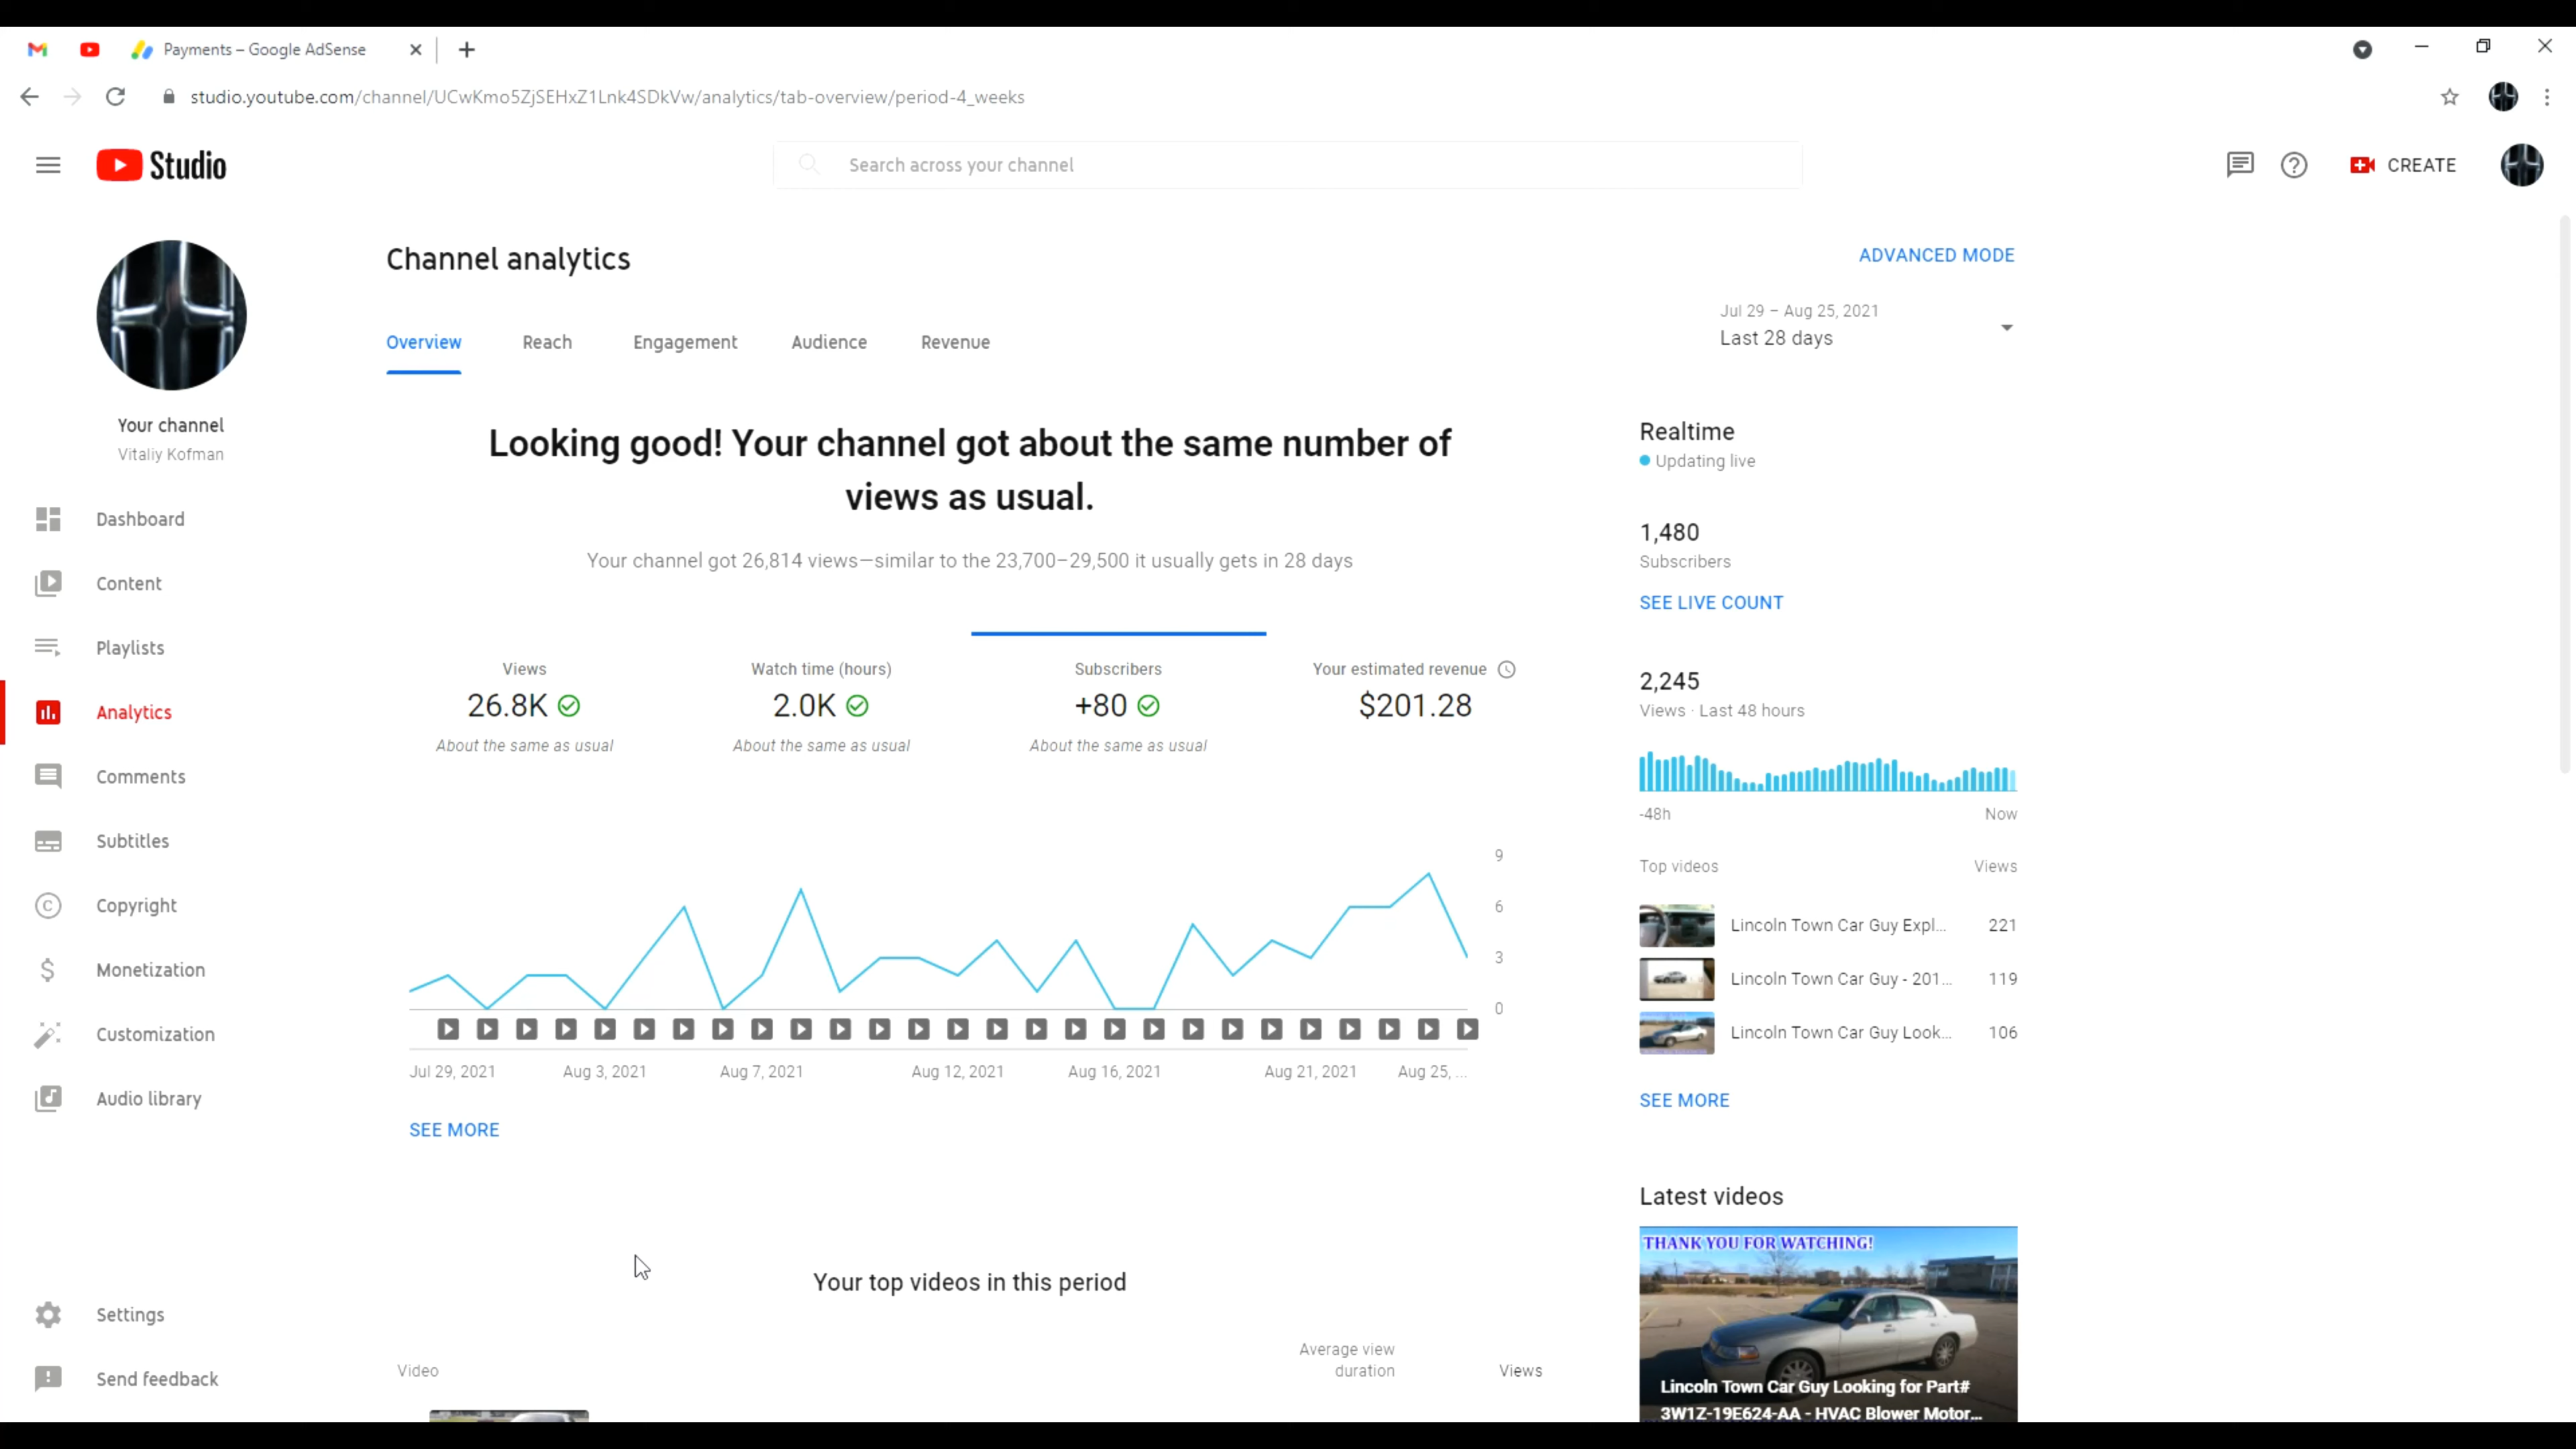 Payments – Google AdSense
studio.youtube.com/channel/UCwKmo5ZjSEHxZ1Lnk4SDkVw/analytics/tab-overview/period-4_weeks
Studio
Search across your channel
CREATE
Your channel
Vitaliy Kofman
Dashboard
Content
Playlists
Analytics
Comments
Subtitles
Copyright
Monetization
Customization
Audio library
Settings
Send feedback
Channel analytics
ADVANCED MODE
Overview Reach Engagement Audience Revenue
Jul 29 – Aug 25, 2021
Last 28 days
Looking good! Your channel got about the same number of
views as usual.
Your channel got 26,814 views—similar to the 23,700–29,500 it usually gets in 28 days
Views Watch time (hours) Subscribers Your estimated revenue
26.8K 2.0K +80 $201.28
About the same as usual About the same as usual About the same as usual
9
6
3
0
Jul 29, 2021 Aug 3, 2021 Aug 7, 2021 Aug 12, 2021 Aug 16, 2021 Aug 21, 2021 Aug 25, ...
SEE MORE
Your top videos in this period
Average view
duration
Video Views
Realtime
Updating live
1,480
Subscribers
SEE LIVE COUNT
2,245
Views · Last 48 hours
-48h Now
Top videos Views
Lincoln Town Car Guy Expl... 221
Lincoln Town Car Guy - 201... 119
Lincoln Town Car Guy Look... 106
SEE MORE
Latest videos
THANK YOU FOR WATCHING!
Lincoln Town Car Guy Looking for Part#
3W1Z-19E624-AA - HVAC Blower Motor...